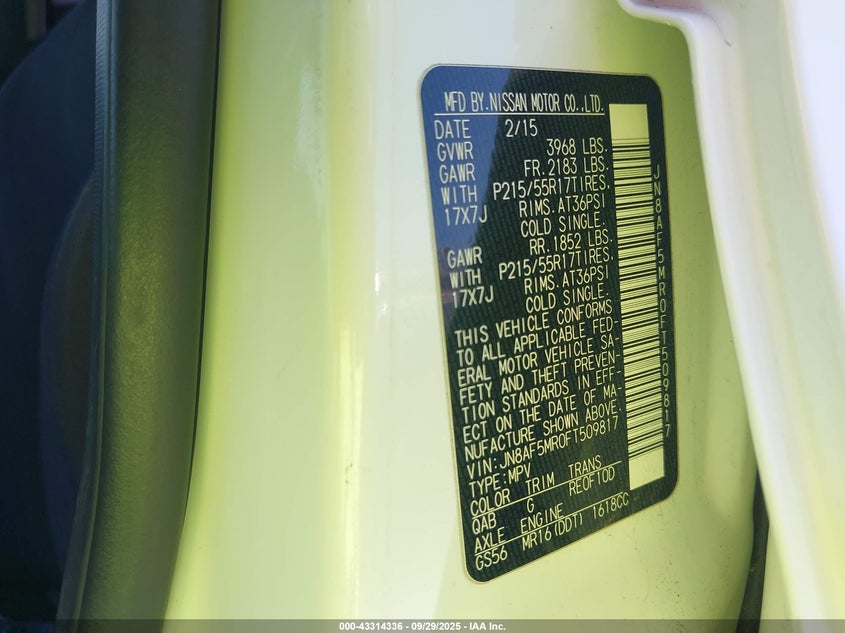 MFD BY.NISSAN MOTOR CO.,LTD.
DATE 2/15
GVWR 3968 LBS.
GAWR FR.2183 LBS.
WITH P215/55R17TIRES.
17X7J RIMS.AT36PSI
COLD SINGLE.
GAWR RR.1852 LBS.
WITH P215/55R17TIRES.
17X7J RIMS.AT36PSI
COLD SINGLE.
THIS VEHICLE CONFORMS
TO ALL APPLICABLE FED-
ERAL MOTOR VEHICLE SA-
FETY AND THEFT PREVEN-
TION STANDARDS IN EFF-
ECT ON THE DATE OF MA-
NUFACTURE SHOWN ABOVE.
VIN:JN8AF5MR0FT509817
TYPE:MPV
COLOR TRIM TRANS
QAB G RE0F10D
AXLE ENGINE
GS56 MR16(DDT) 1618CC
JN8AF5MR0FT509817
000-43314336 - 09/29/2025 - IAA Inc.